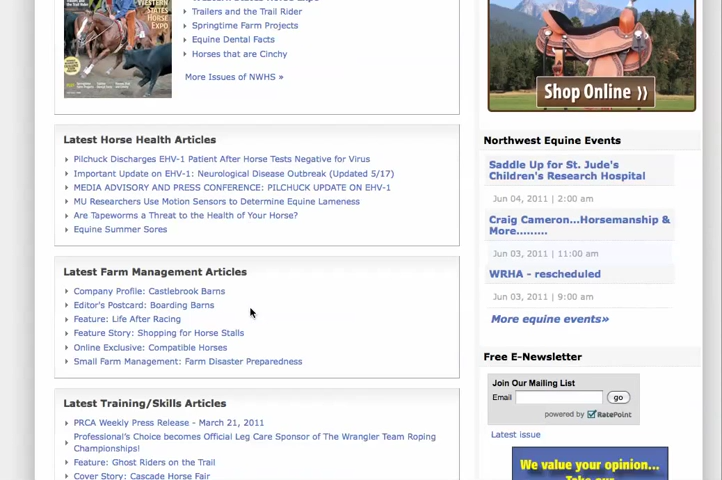 WESTERN
STATES
HORSE
EXPO
Trailers and the Trail Rider
Springtime Farm Projects
Equine Dental Facts
Horses that are Cinchy
More Issues of NWHS »
Shop Online ))
Latest Horse Health Articles
Pilchuck Discharges EHV-1 Patient After Horse Tests Negative for Virus
Important Update on EHV-1: Neurological Disease Outbreak (Updated 5/17)
MEDIA ADVISORY AND PRESS CONFERENCE: PILCHUCK UPDATE ON EHV-1
MU Researchers Use Motion Sensors to Determine Equine Lameness
Are Tapeworms a Threat to the Health of Your Horse?
Equine Summer Sores
Latest Farm Management Articles
Company Profile: Castlebrook Barns
Editor's Postcard: Boarding Barns
Feature: Life After Racing
Feature Story: Shopping for Horse Stalls
Online Exclusive: Compatible Horses
Small Farm Management: Farm Disaster Preparedness
Latest Training/Skills Articles
PRCA Weekly Press Release - March 21, 2011
Professional's Choice becomes Official Leg Care Sponsor of The Wrangler Team Roping
Championships!
Feature: Ghost Riders on the Trail
Cover Story: Cascade Horse Fair
Northwest Equine Events
Saddle Up for St. Jude's
Children's Research Hospital
Jun 04, 2011 | 2:00 am
Craig Cameron...Horsemanship &
More.........
Jun 03, 2011 | 11:00 am
WRHA - rescheduled
Jun 03, 2011 | 9:00 am
More equine events»
Free E-Newsletter
Join Our Mailing List
Email go
powered by RatePoint
Latest issue
We value your opinion...